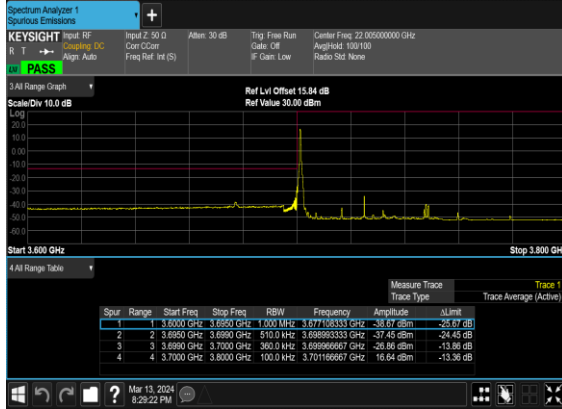 Spectrum Analyzer 1
Spurious Emissions
KEYSIGHT Input: RF Input Z: 50 Ω Atten: 30 dB Trig: Free Run Center Freq: 22.005000000 GHz
R T Coupling: DC Corr CCorr Gate: Off Avg|Hold: 100/100
Align: Auto Freq Ref: Int (S) IF Gain: Low Radio Std: None
PASS
3 All Range Graph Ref Lvl Offset 15.84 dB
Scale/Div 10.0 dB Ref Value 30.00 dBm
Log
20.0
10.0
0.00
-10.0
-20.0
-30.0
-40.0
-50.0
-60.0
Start 3.600 GHz Stop 3.800 GH
4 All Range Table
Measure Trace Trace 1
Trace Type Trace Average (Active)
Spur Range Start Freq Stop Freq RBW Frequency Amplitude ΔLimit
1 1 3.6000 GHz 3.6950 GHz 1.000 MHz 3.677108333 GHz -38.67 dBm -25.67 dB
2 2 3.6950 GHz 3.6990 GHz 510.0 kHz 3.698993333 GHz -37.45 dBm -24.45 dB
3 3 3.6990 GHz 3.7000 GHz 360.0 kHz 3.699966667 GHz -26.86 dBm -13.86 dB
4 4 3.7000 GHz 3.8000 GHz 100.0 kHz 3.701166667 GHz 16.64 dBm -13.36 dB
Mar 13, 2024
8:29:22 PM